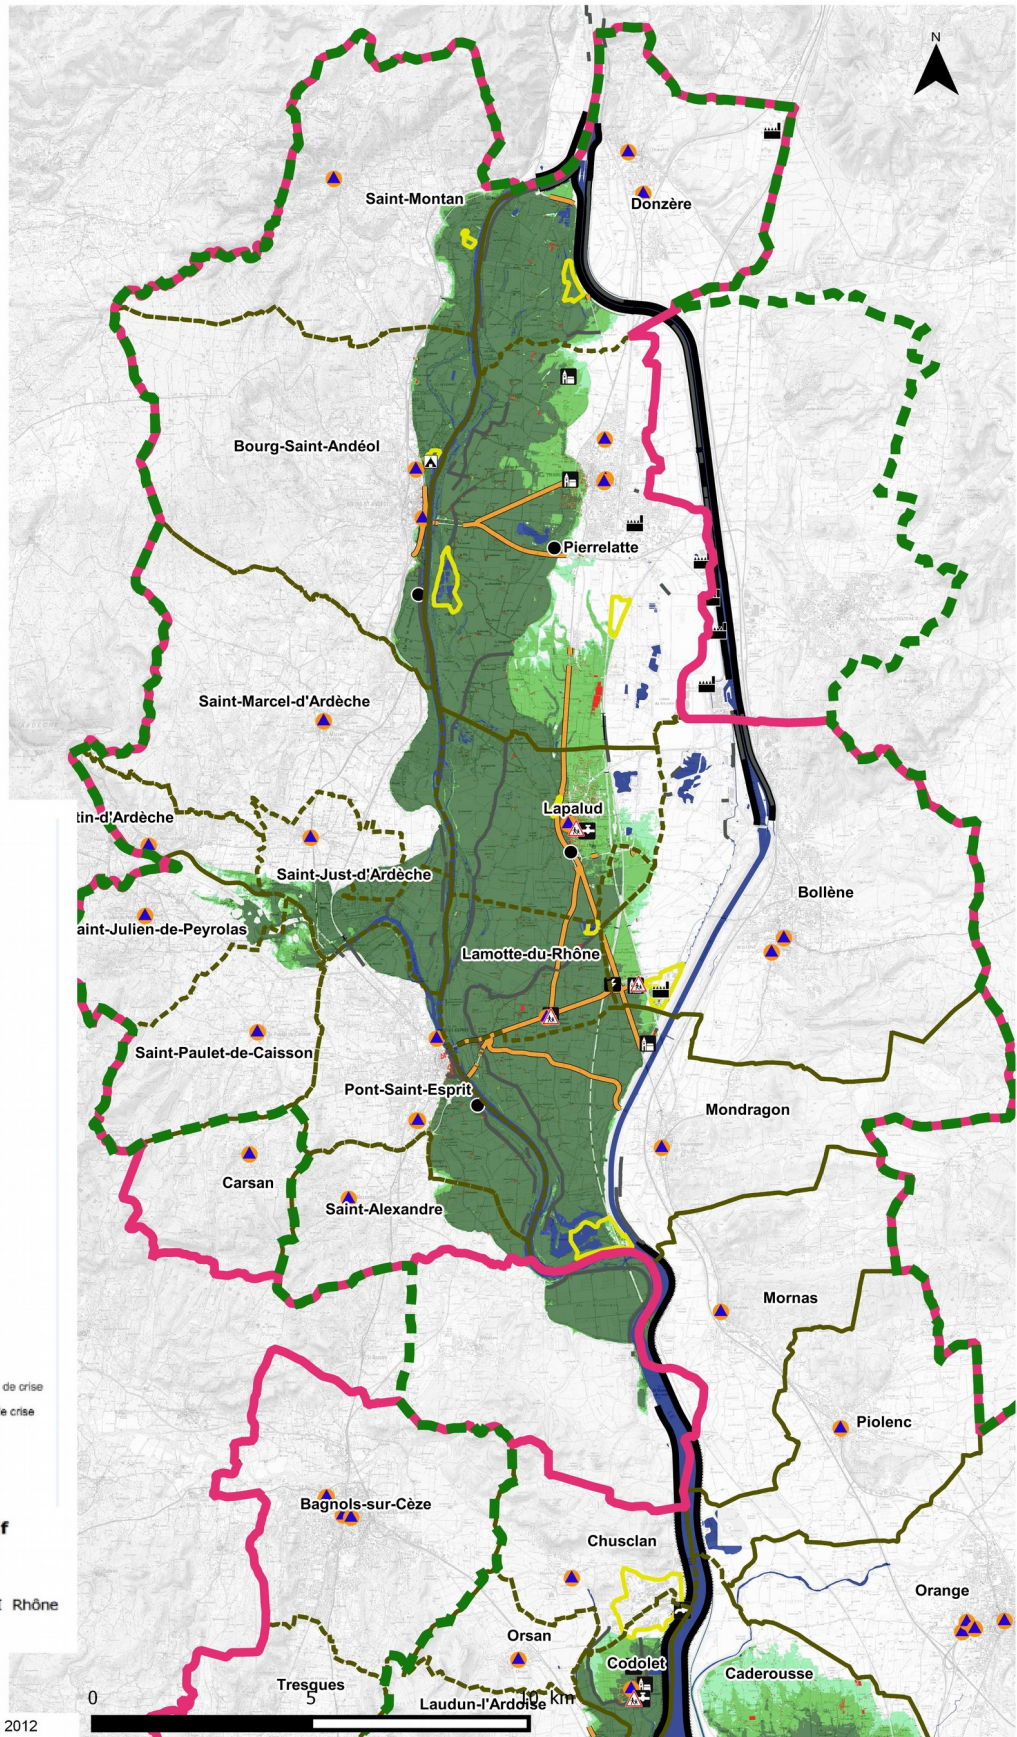 N
Saint-Montan
Donzère
Bourg-Saint-Andéol
Pierrelatte
Saint-Marcel-d'Ardèche
Lapalud
tin-d'Ardèche
Saint-Just-d'Ardèche
Bollène
aint-Julien-de-Peyrolas
Lamotte-du-Rhône
Saint-Paulet-de-Caisson
Pont-Saint-Esprit
Mondragon
Carsan
Saint-Alexandre
Mornas
de crise
e crise
Piolenc
Bagnols-sur-Cèze
f
Chusclan
Orange
Rhône
Orsan
Codolet
Caderousse
Tresgues
0 5 10 km
Laudun-l'Ardoise
2012